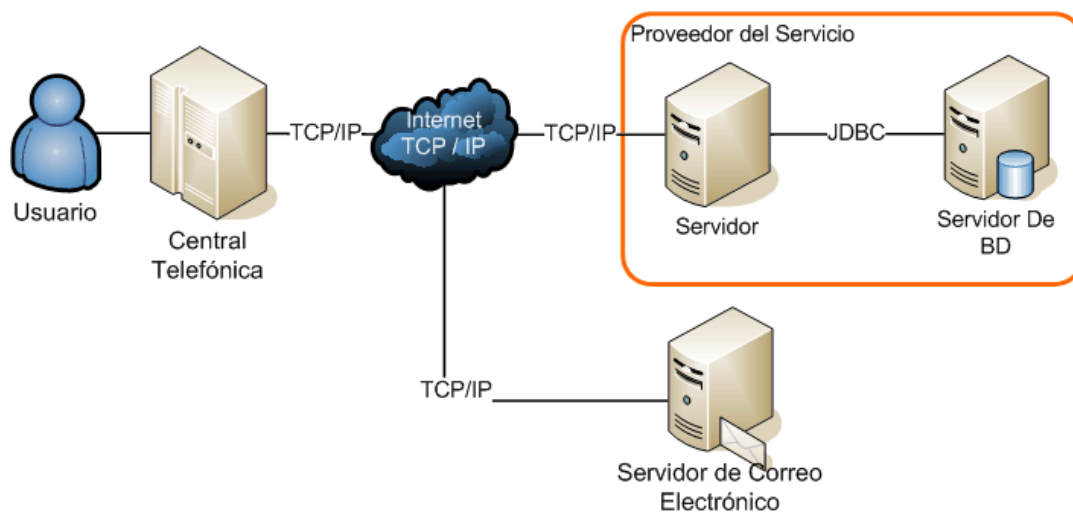 Proveedor del Servicio
Usuario
Central
Telefónica
TCP/IP
Internet
TCP / IP
TCP/IP
Servidor
JDBC
Servidor De
BD
TCP/IP
Servidor de Correo
Electrónico